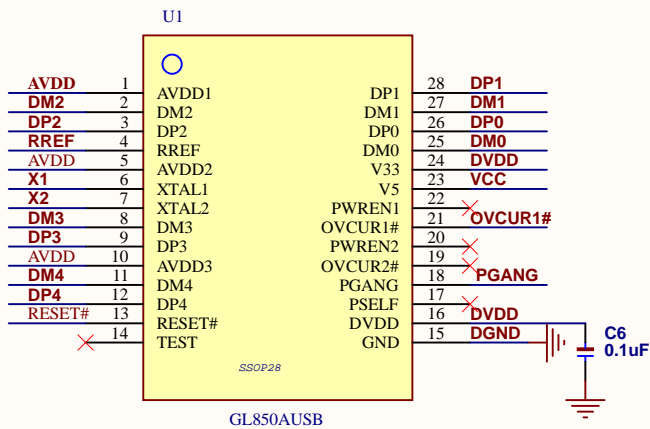 U1
AVDD 1 AVDD1 DP1 28 DP1
DM2 2 DM2 DM1 27 DM1
DP2 3 DP2 DP0 26 DP0
RREF 4 RREF DM0 25 DM0
AVDD 5 AVDD2 V33 24 DVDD
X1 6 XTAL1 V5 23 VCC
X2 7 XTAL2 PWREN1 22
DM3 8 DM3 OVCUR1# 21 OVCUR1#
DP3 9 DP3 PWREN2 20
AVDD 10 AVDD3 OVCUR2# 19
DM4 11 DM4 PGANG 18 PGANG
DP4 12 DP4 PSELF 17
RESET# 13 RESET# DVDD 16 DVDD
14 TEST GND 15 DGND
C6
0.1uF
SSOP28
GL850AUSB